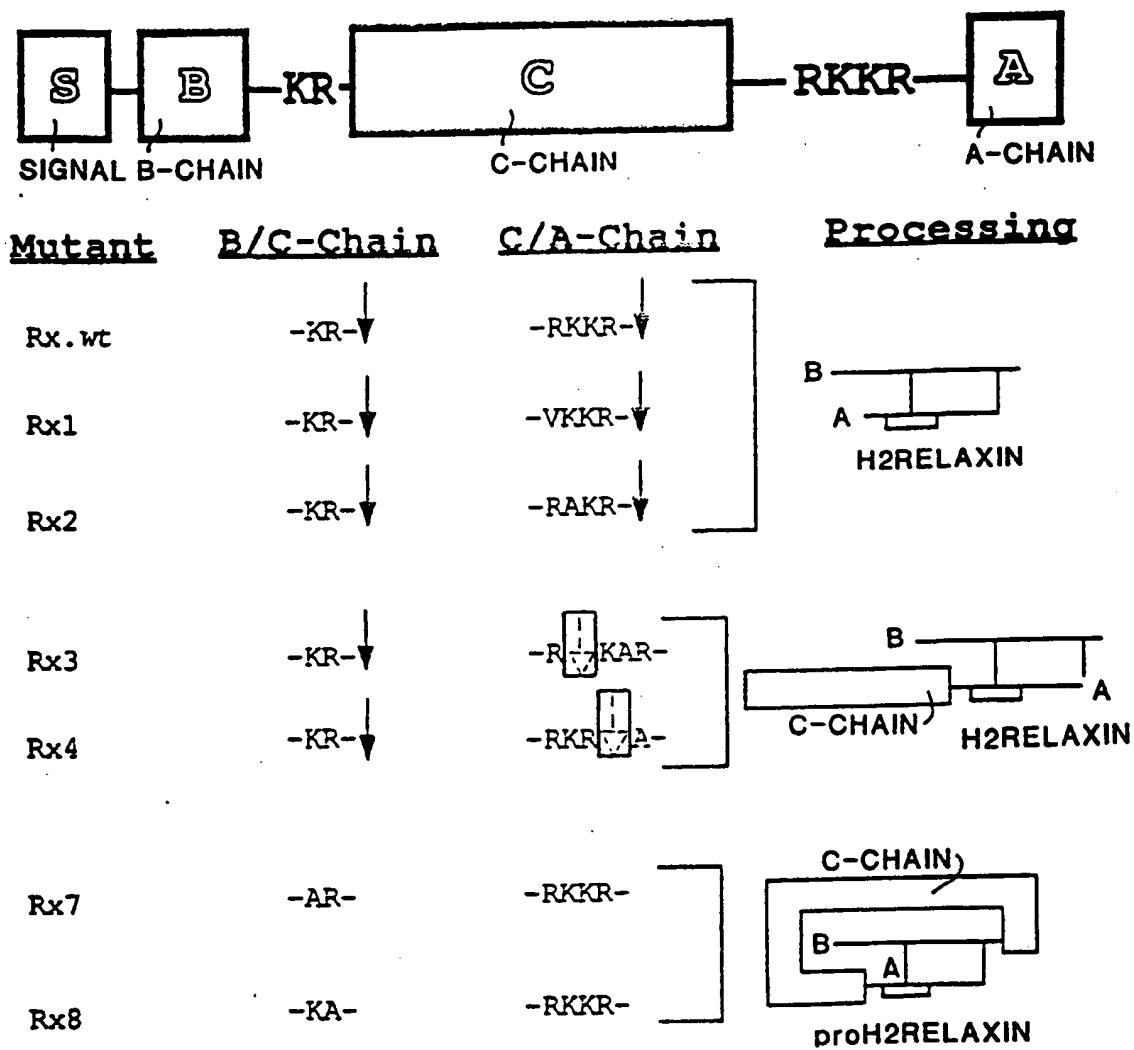 S B KR C RKKR A
SIGNAL B-CHAIN C-CHAIN A-CHAIN
Mutant B/C-Chain C/A-Chain Processing
Rx.wt -KR- -RKKR-
B
Rx1 -KR- -VKKR-
A
H2RELAXIN
Rx2 -KR- -RAKR-
Rx3 -KR- -R KAR-
B
A
C-CHAIN
H2RELAXIN
Rx4 -KR- -RKR A-
C-CHAIN
Rx7 -AR- -RKKR-
B
A
Rx8 -KA- -RKKR-
proH2RELAXIN